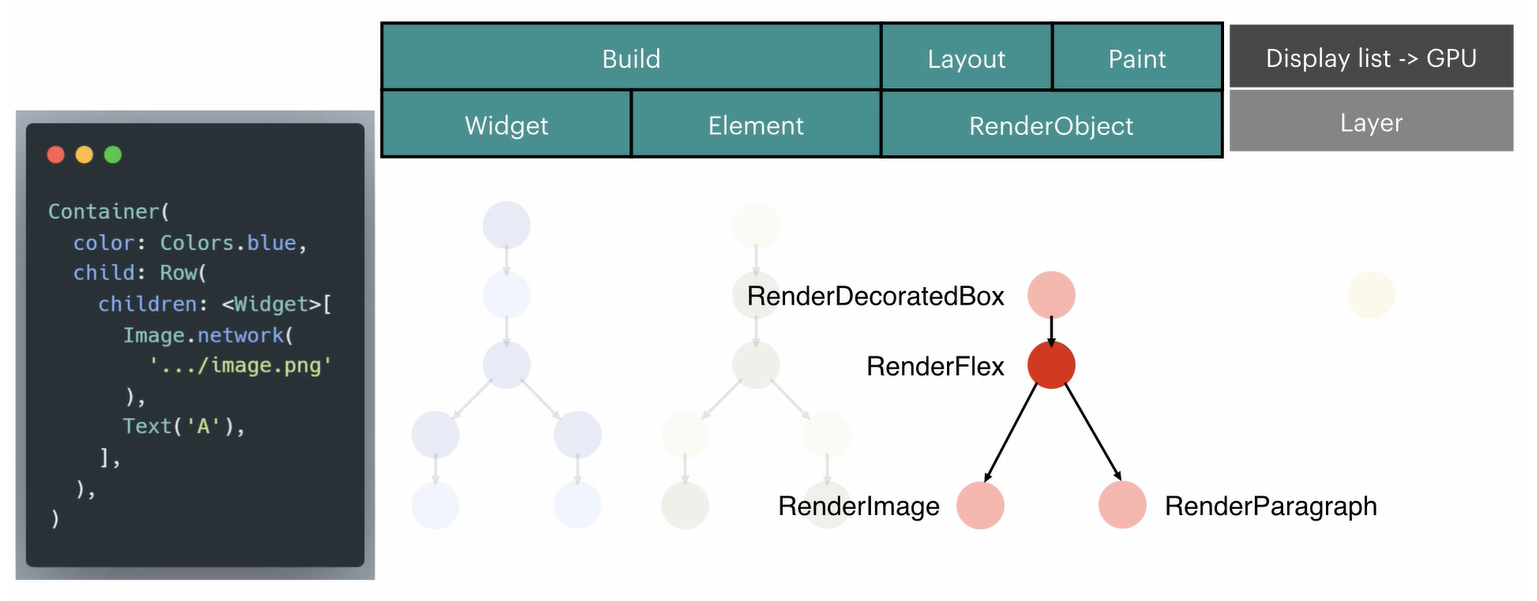 Build
Layout
Paint
Display list -> GPU
Widget
Element
RenderObject
Layer
Container(
color: Colors.blue,
child: Row(
children: <Widget>[
Image.network(
'.../image.png'
),
Text('A'),
],
),
)
RenderDecoratedBox
RenderFlex
RenderImage
RenderParagraph